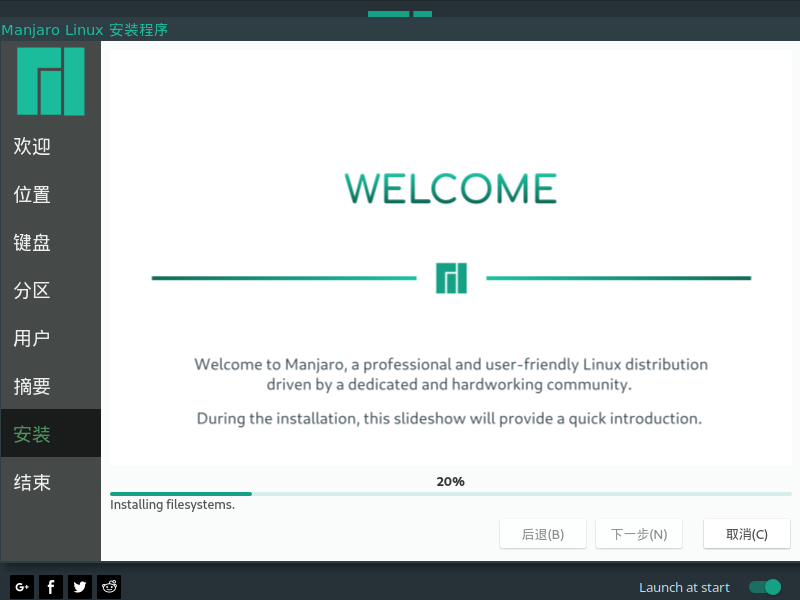 Manjaro Linux 安装程序
欢迎
位置
键盘
分区
用户
摘要
安装
结束
WELCOME
Welcome to Manjaro, a professional and user-friendly Linux distribution
driven by a dedicated and hardworking community.
During the installation, this slideshow will provide a quick introduction.
20%
Installing filesystems.
后退(B)
下一步(N)
取消(C)
G+
f
Launch at start